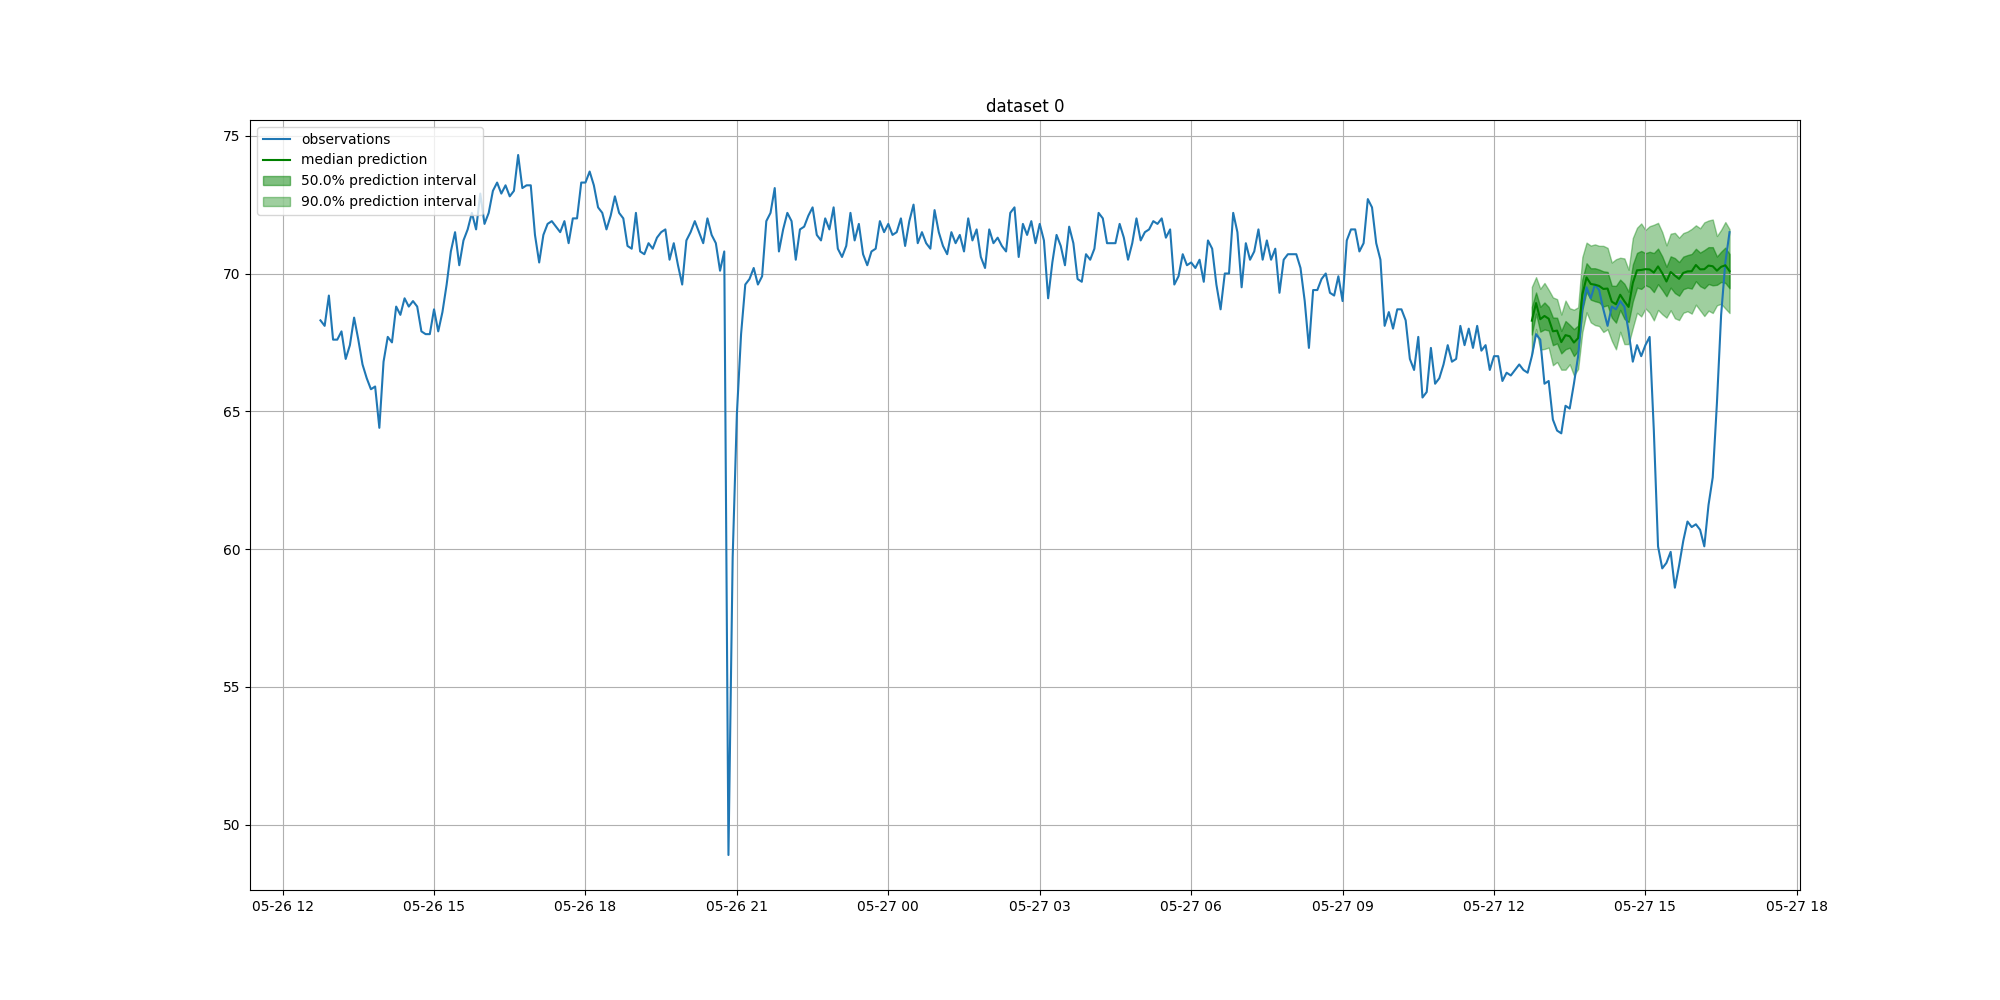 dataset 0
observations
median prediction
50.0% prediction interval
90.0% prediction interval
75
70
65
60
55
50
05-26 12 05-26 15 05-26 18 05-26 21 05-27 00 05-27 03 05-27 06 05-27 09 05-27 12 05-27 15 05-27 18